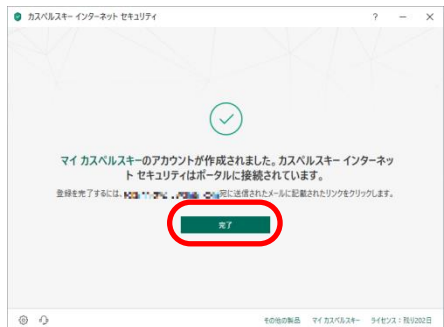 カスペルスキー インターネット セキュリティ
?
マイ カスペルスキーのアカウントが作成されました。カスペルスキー インターネッ
ト セキュリティはポータルに接続されています。
登録を完了するには、宛に送信されたメールに記載されたリンクをクリックします。
完了
その他の製品 マイ カスペルスキー ライセンス：残り202日